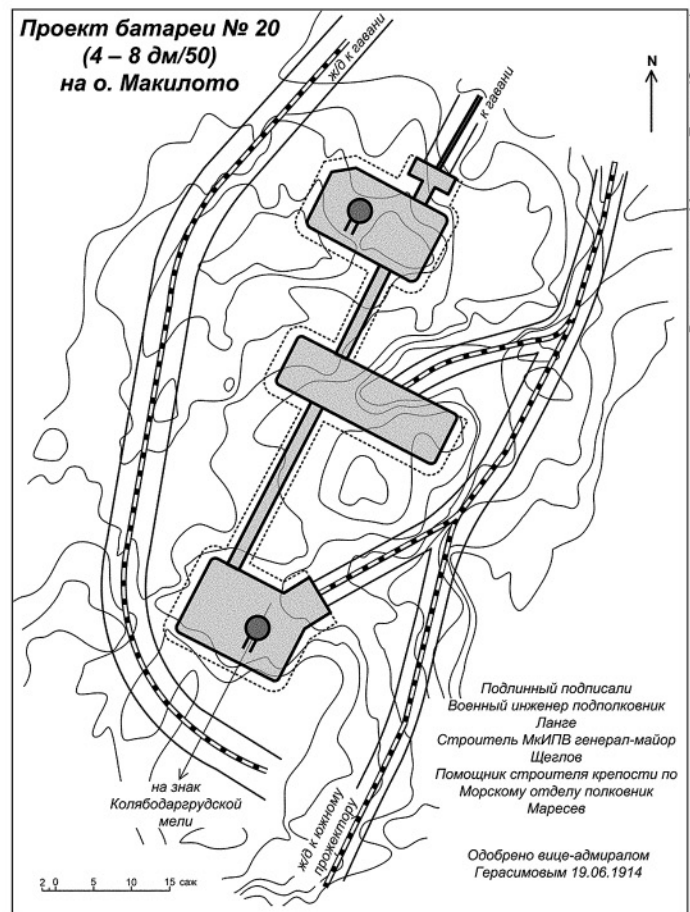 Проект батареи № 20
(4 – 8 дм/50)
на о. Макилото
ж/д к гавани
к гавани
N
Подлинный подписали
Военный инженер подполковник
Ланге
Строитель МкИПВ генерал-майор
Щеглов
Помощник строителя крепости по
Морскому отделу полковник
Маресев
на знак
Колябодаргрудской
мели
ж/д к южному
прожектору
Одобрено вице-адмиралом
Герасимовым 19.06.1914
2 0 5 10 15 саж